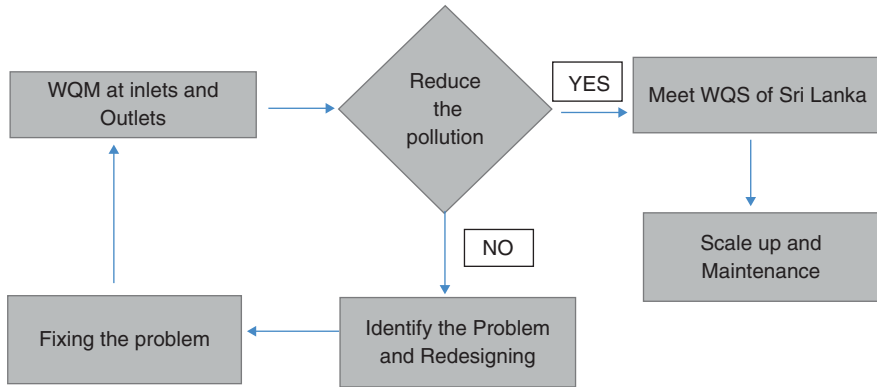 WQM at inlets and
Outlets
Reduce
the
pollution
YES
Meet WQS of Sri Lanka
NO
Scale up and
Maintenance
Fixing the problem
Identify the Problem
and Redesigning